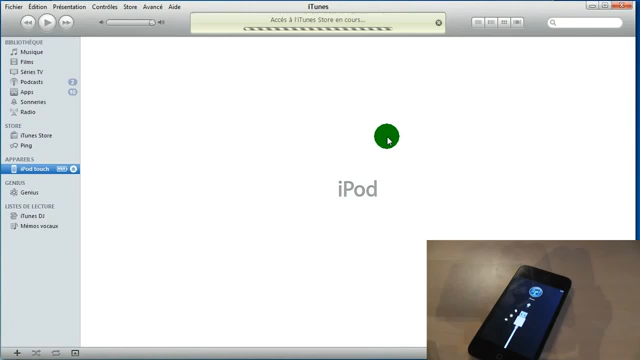 iTunes
Fichier Édition Présentation Contrôles Store Avancé Aide
Accès à l'iTunes Store en cours...
BIBLIOTHÈQUE
Musique
Films
Séries TV
Podcasts 2
Apps
Sonneries
Radio
STORE
iTunes Store
Ping
APPAREILS
iPod touch
GENIUS
Genius
LISTES DE LECTURE
iTunes DJ
Mémos vocaux
iPod